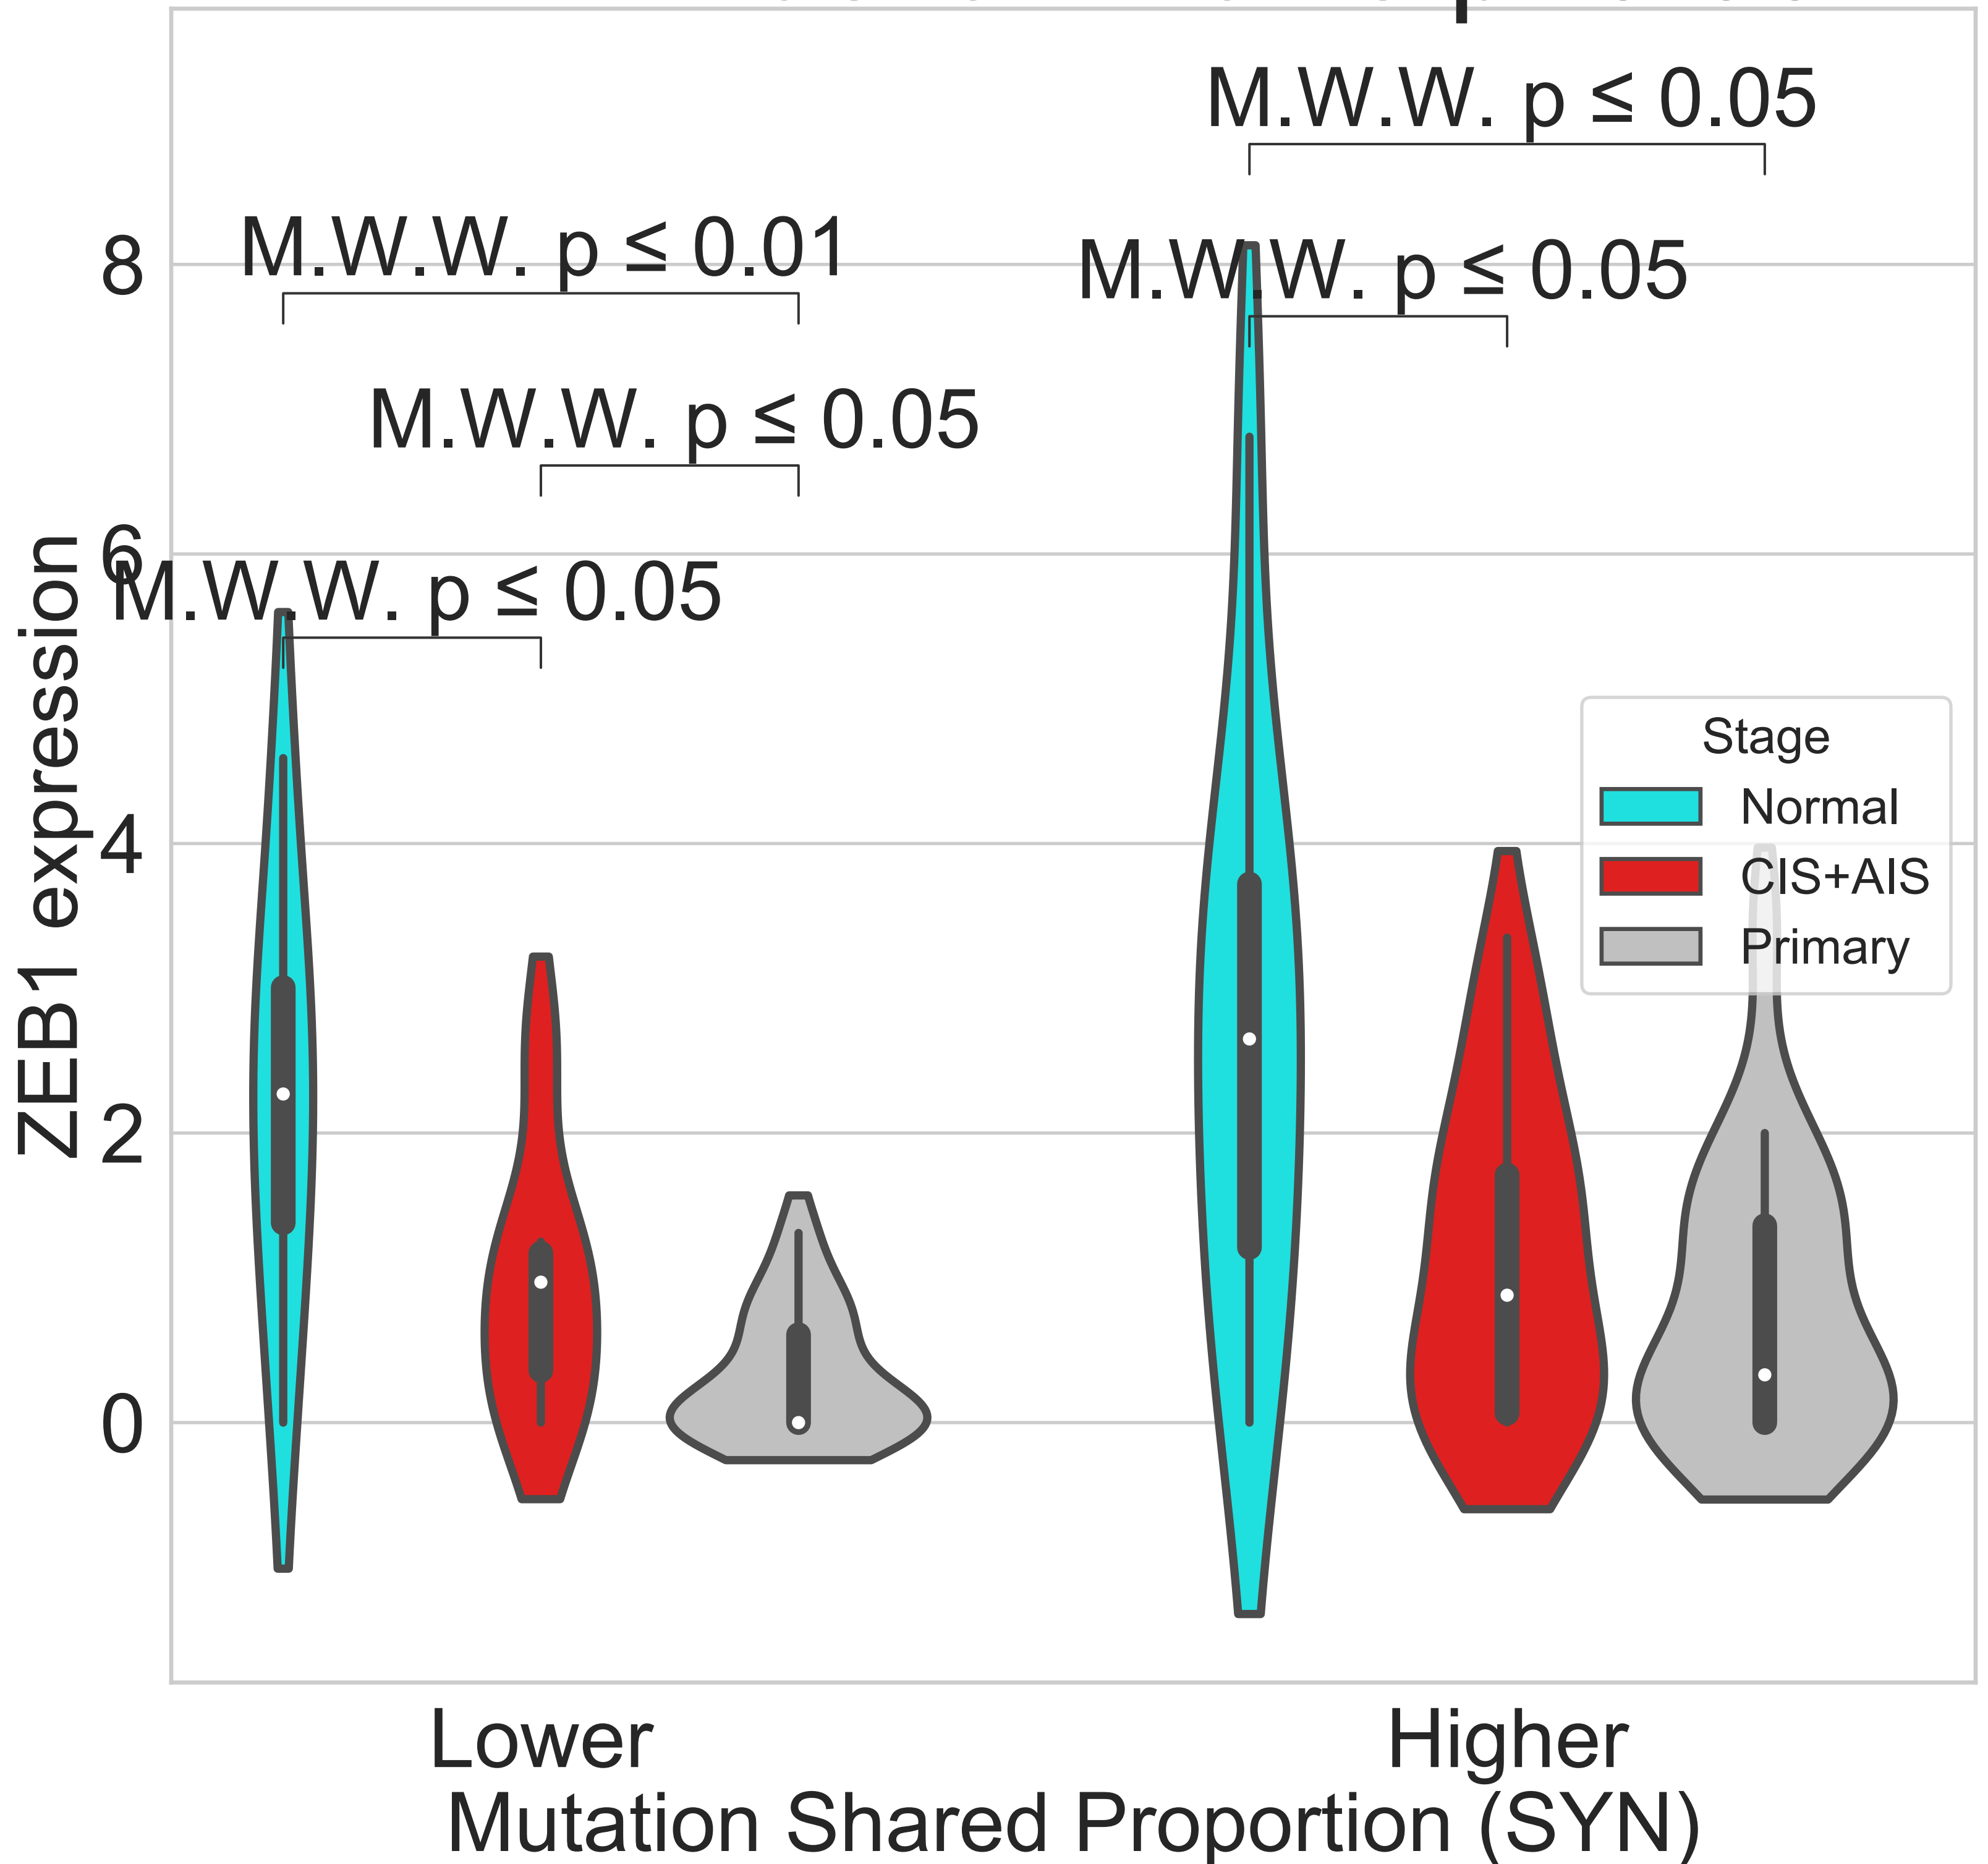 M.W.W. p ≤ 0.05
M.W.W. p ≤ 0.01
M.W.W. p ≤ 0.05
M.W.W. p ≤ 0.05
M.W.W. p ≤ 0.05
8
6
4
2
0
ZEB1 expression
Stage
Normal
CIS+AIS
Primary
Lower
Higher
Mutation Shared Proportion (SYN)